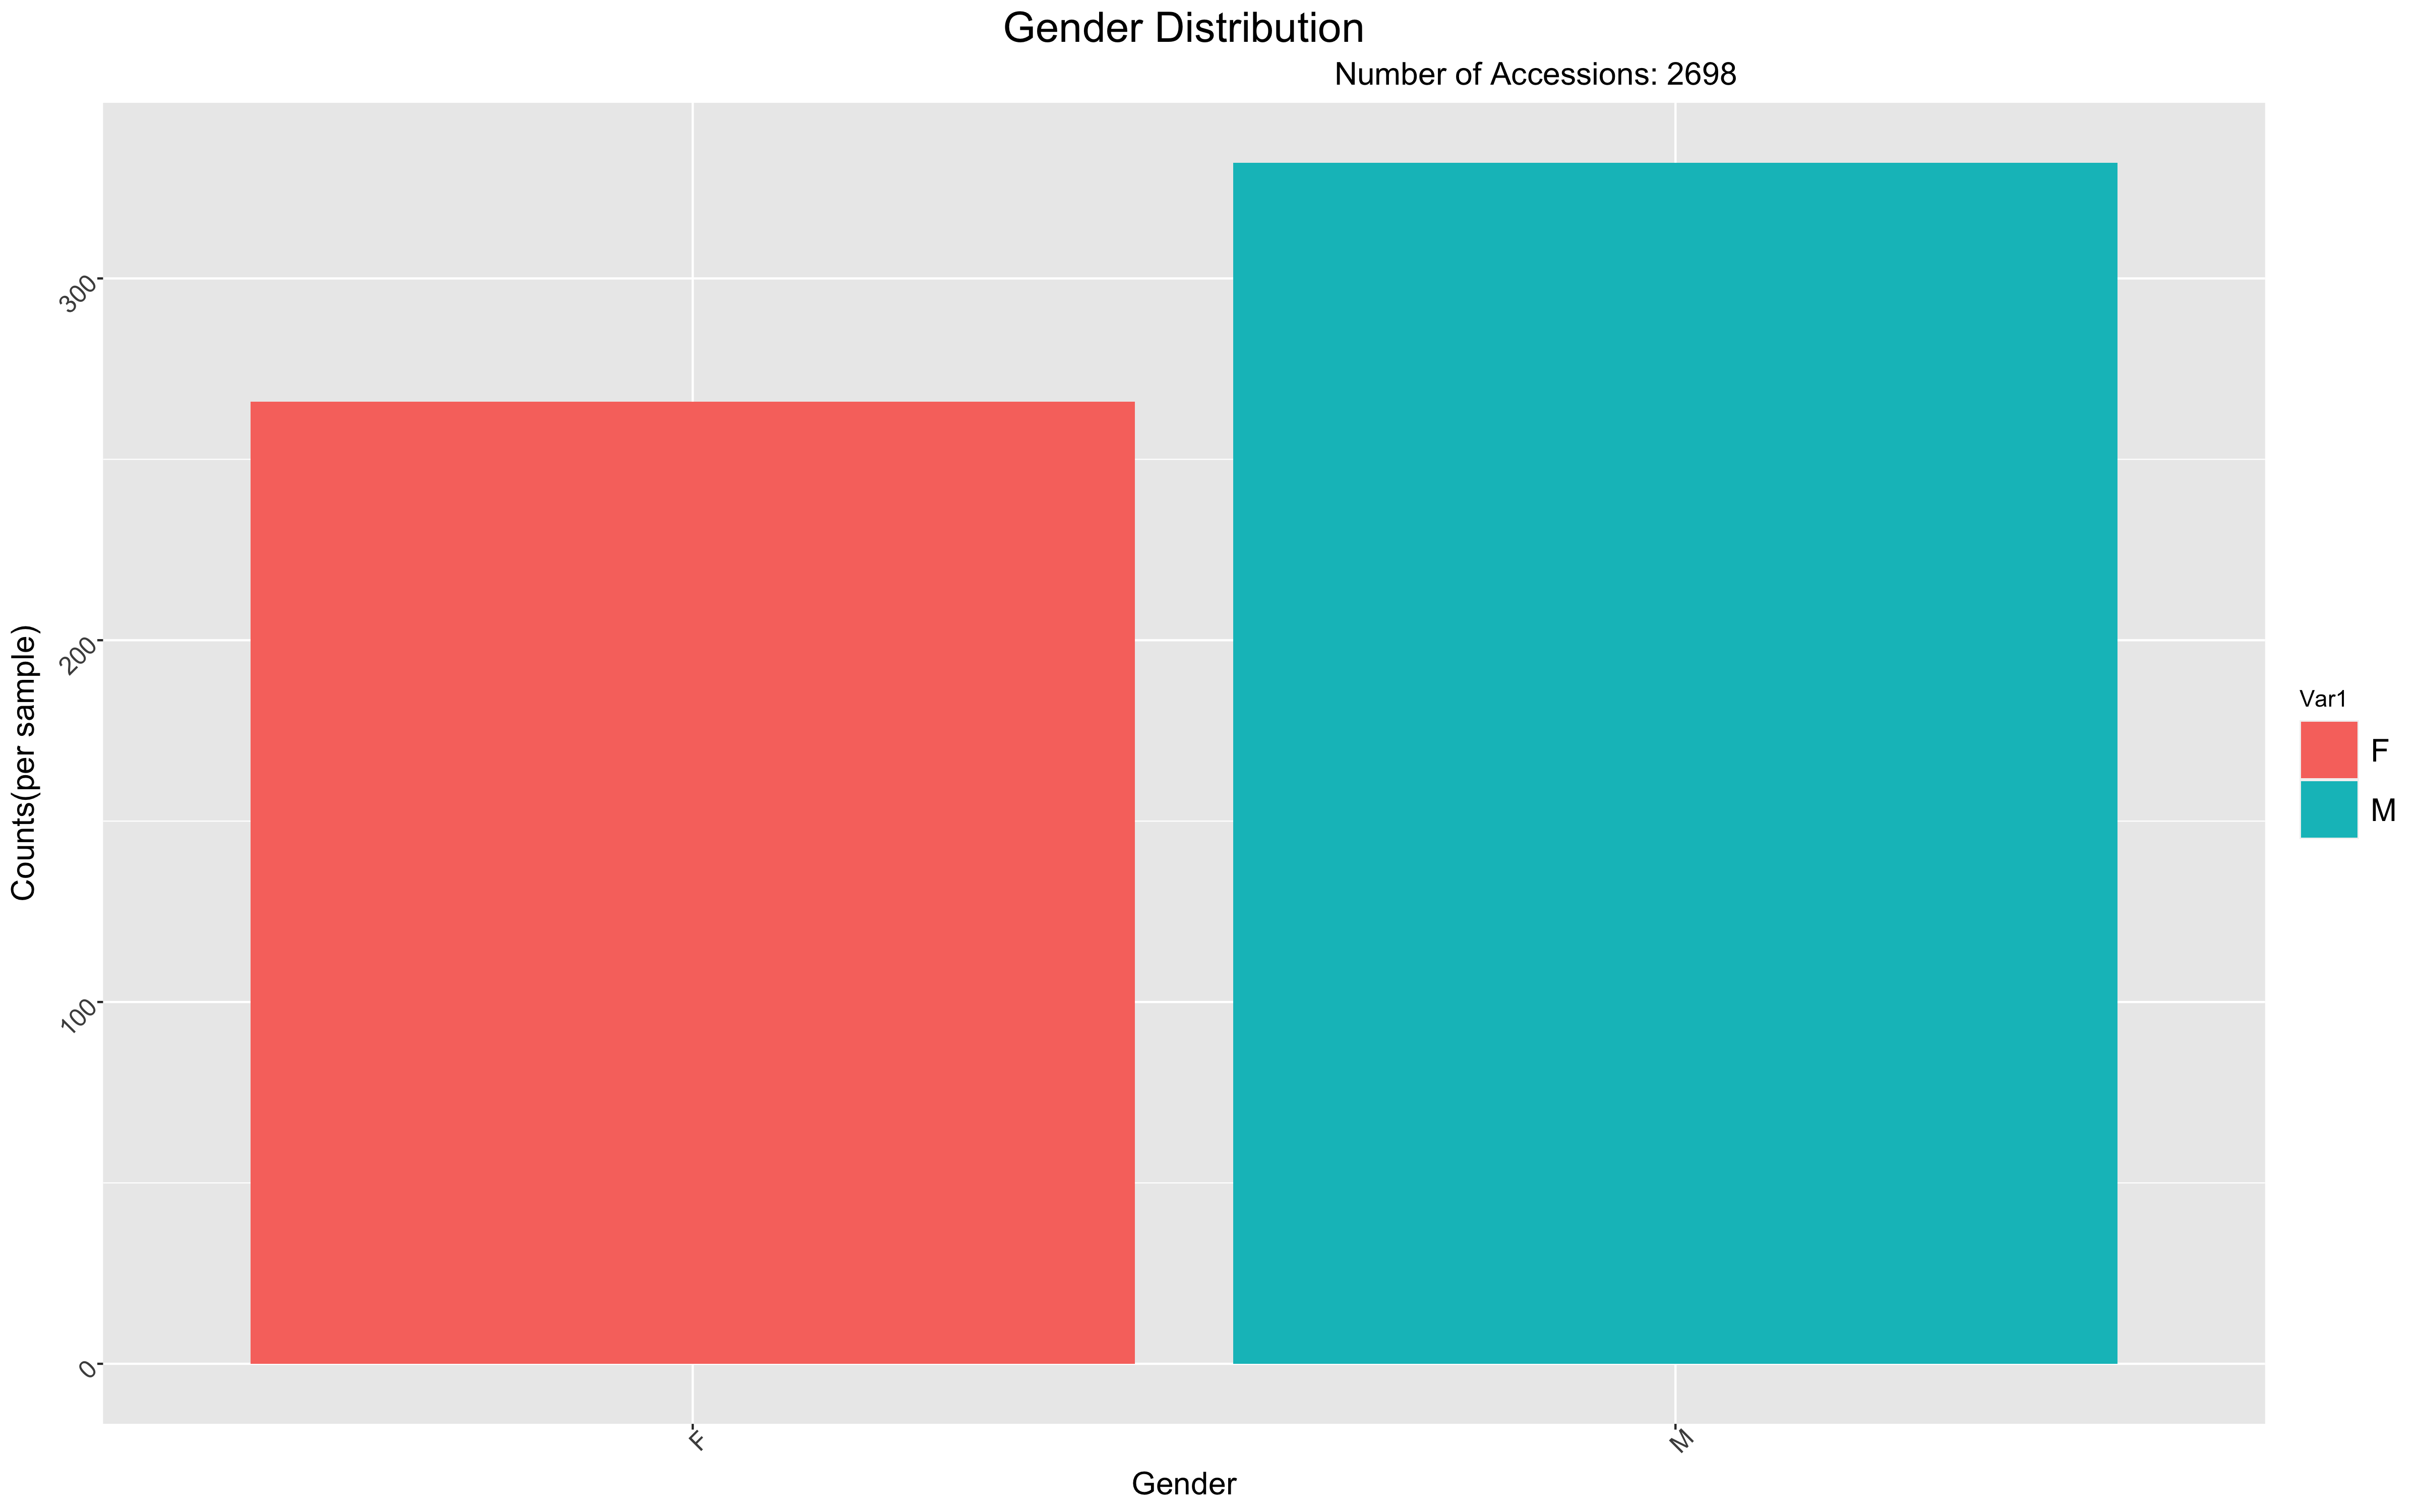 Gender Distribution
Number of Accessions: 2698
Counts(per sample)
300
200
100
0
F
M
Gender
Var1
F
M